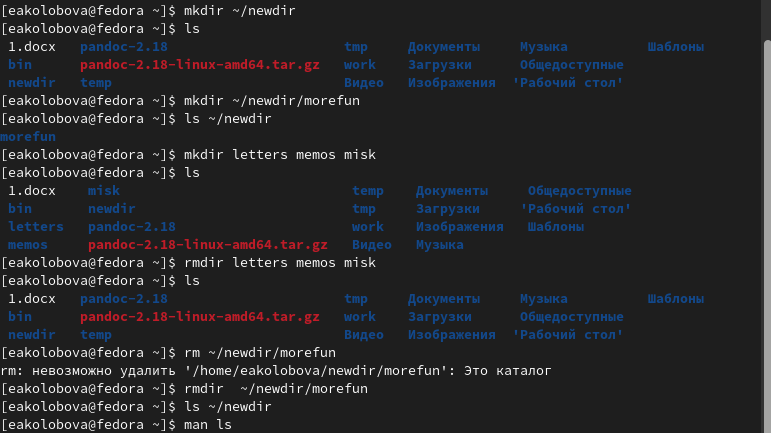 [eakolobova@fedora ~]$ mkdir ~/newdir
[eakolobova@fedora ~]$ ls
1.docx pandoc-2.18 tmp Документы Музыка Шаблоны
bin pandoc-2.18-linux-amd64.tar.gz work Загрузки Общедоступные
newdir temp Видео Изображения 'Рабочий стол'
[eakolobova@fedora ~]$ mkdir ~/newdir/morefun
[eakolobova@fedora ~]$ ls ~/newdir
morefun
[eakolobova@fedora ~]$ mkdir letters memos misk
[eakolobova@fedora ~]$ ls
1.docx misk temp Документы Общедоступные
bin newdir tmp Загрузки 'Рабочий стол'
letters pandoc-2.18 work Изображения Шаблоны
memos pandoc-2.18-linux-amd64.tar.gz Видео Музыка
[eakolobova@fedora ~]$ rmdir letters memos misk
[eakolobova@fedora ~]$ ls
1.docx pandoc-2.18 tmp Документы Музыка Шаблоны
bin pandoc-2.18-linux-amd64.tar.gz work Загрузки Общедоступные
newdir temp Видео Изображения 'Рабочий стол'
[eakolobova@fedora ~]$ rm ~/newdir/morefun
rm: невозможно удалить '/home/eakolobova/newdir/morefun': Это каталог
[eakolobova@fedora ~]$ rmdir  ~/newdir/morefun
[eakolobova@fedora ~]$ ls ~/newdir
[eakolobova@fedora ~]$ man ls